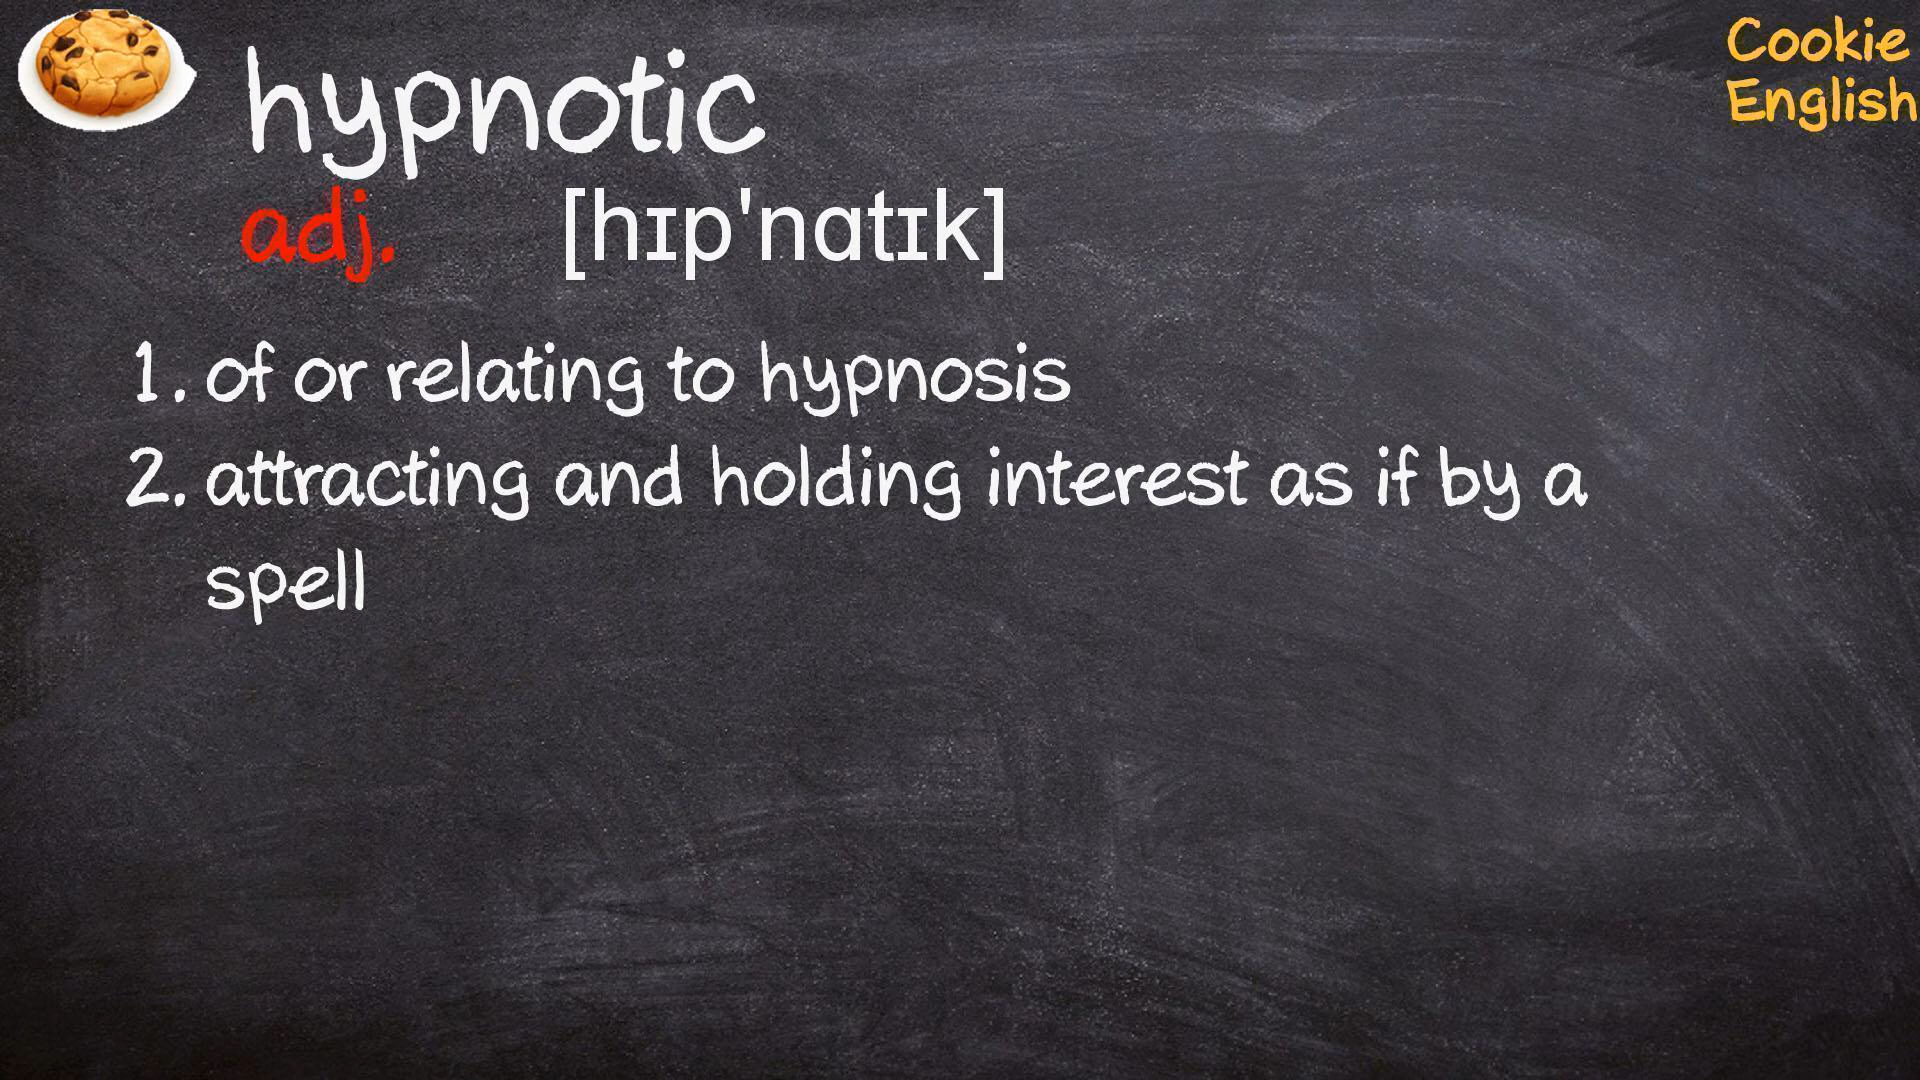 Cookie
English
hypnotic
adj. [hɪp'nɑtɪk]
1. of or relating to hypnosis
2. attracting and holding interest as if by a
spell